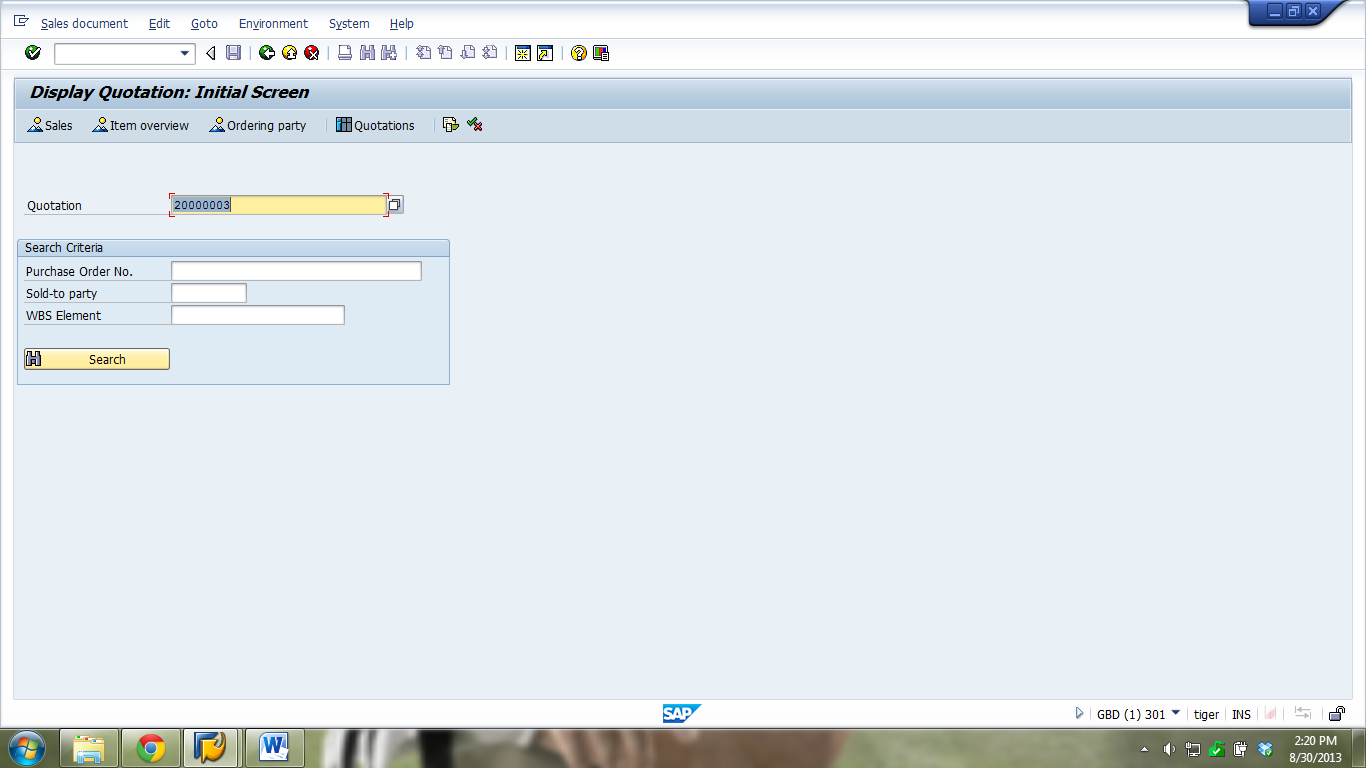 Sales document Edit Goto Environment System Help
Display Quotation: Initial Screen
Sales Item overview Ordering party Quotations
Quotation 20000003
Search Criteria
Purchase Order No.
Sold-to party
WBS Element
Search
SAP GBD (1) 301 tiger INS
2:20 PM
8/30/2013